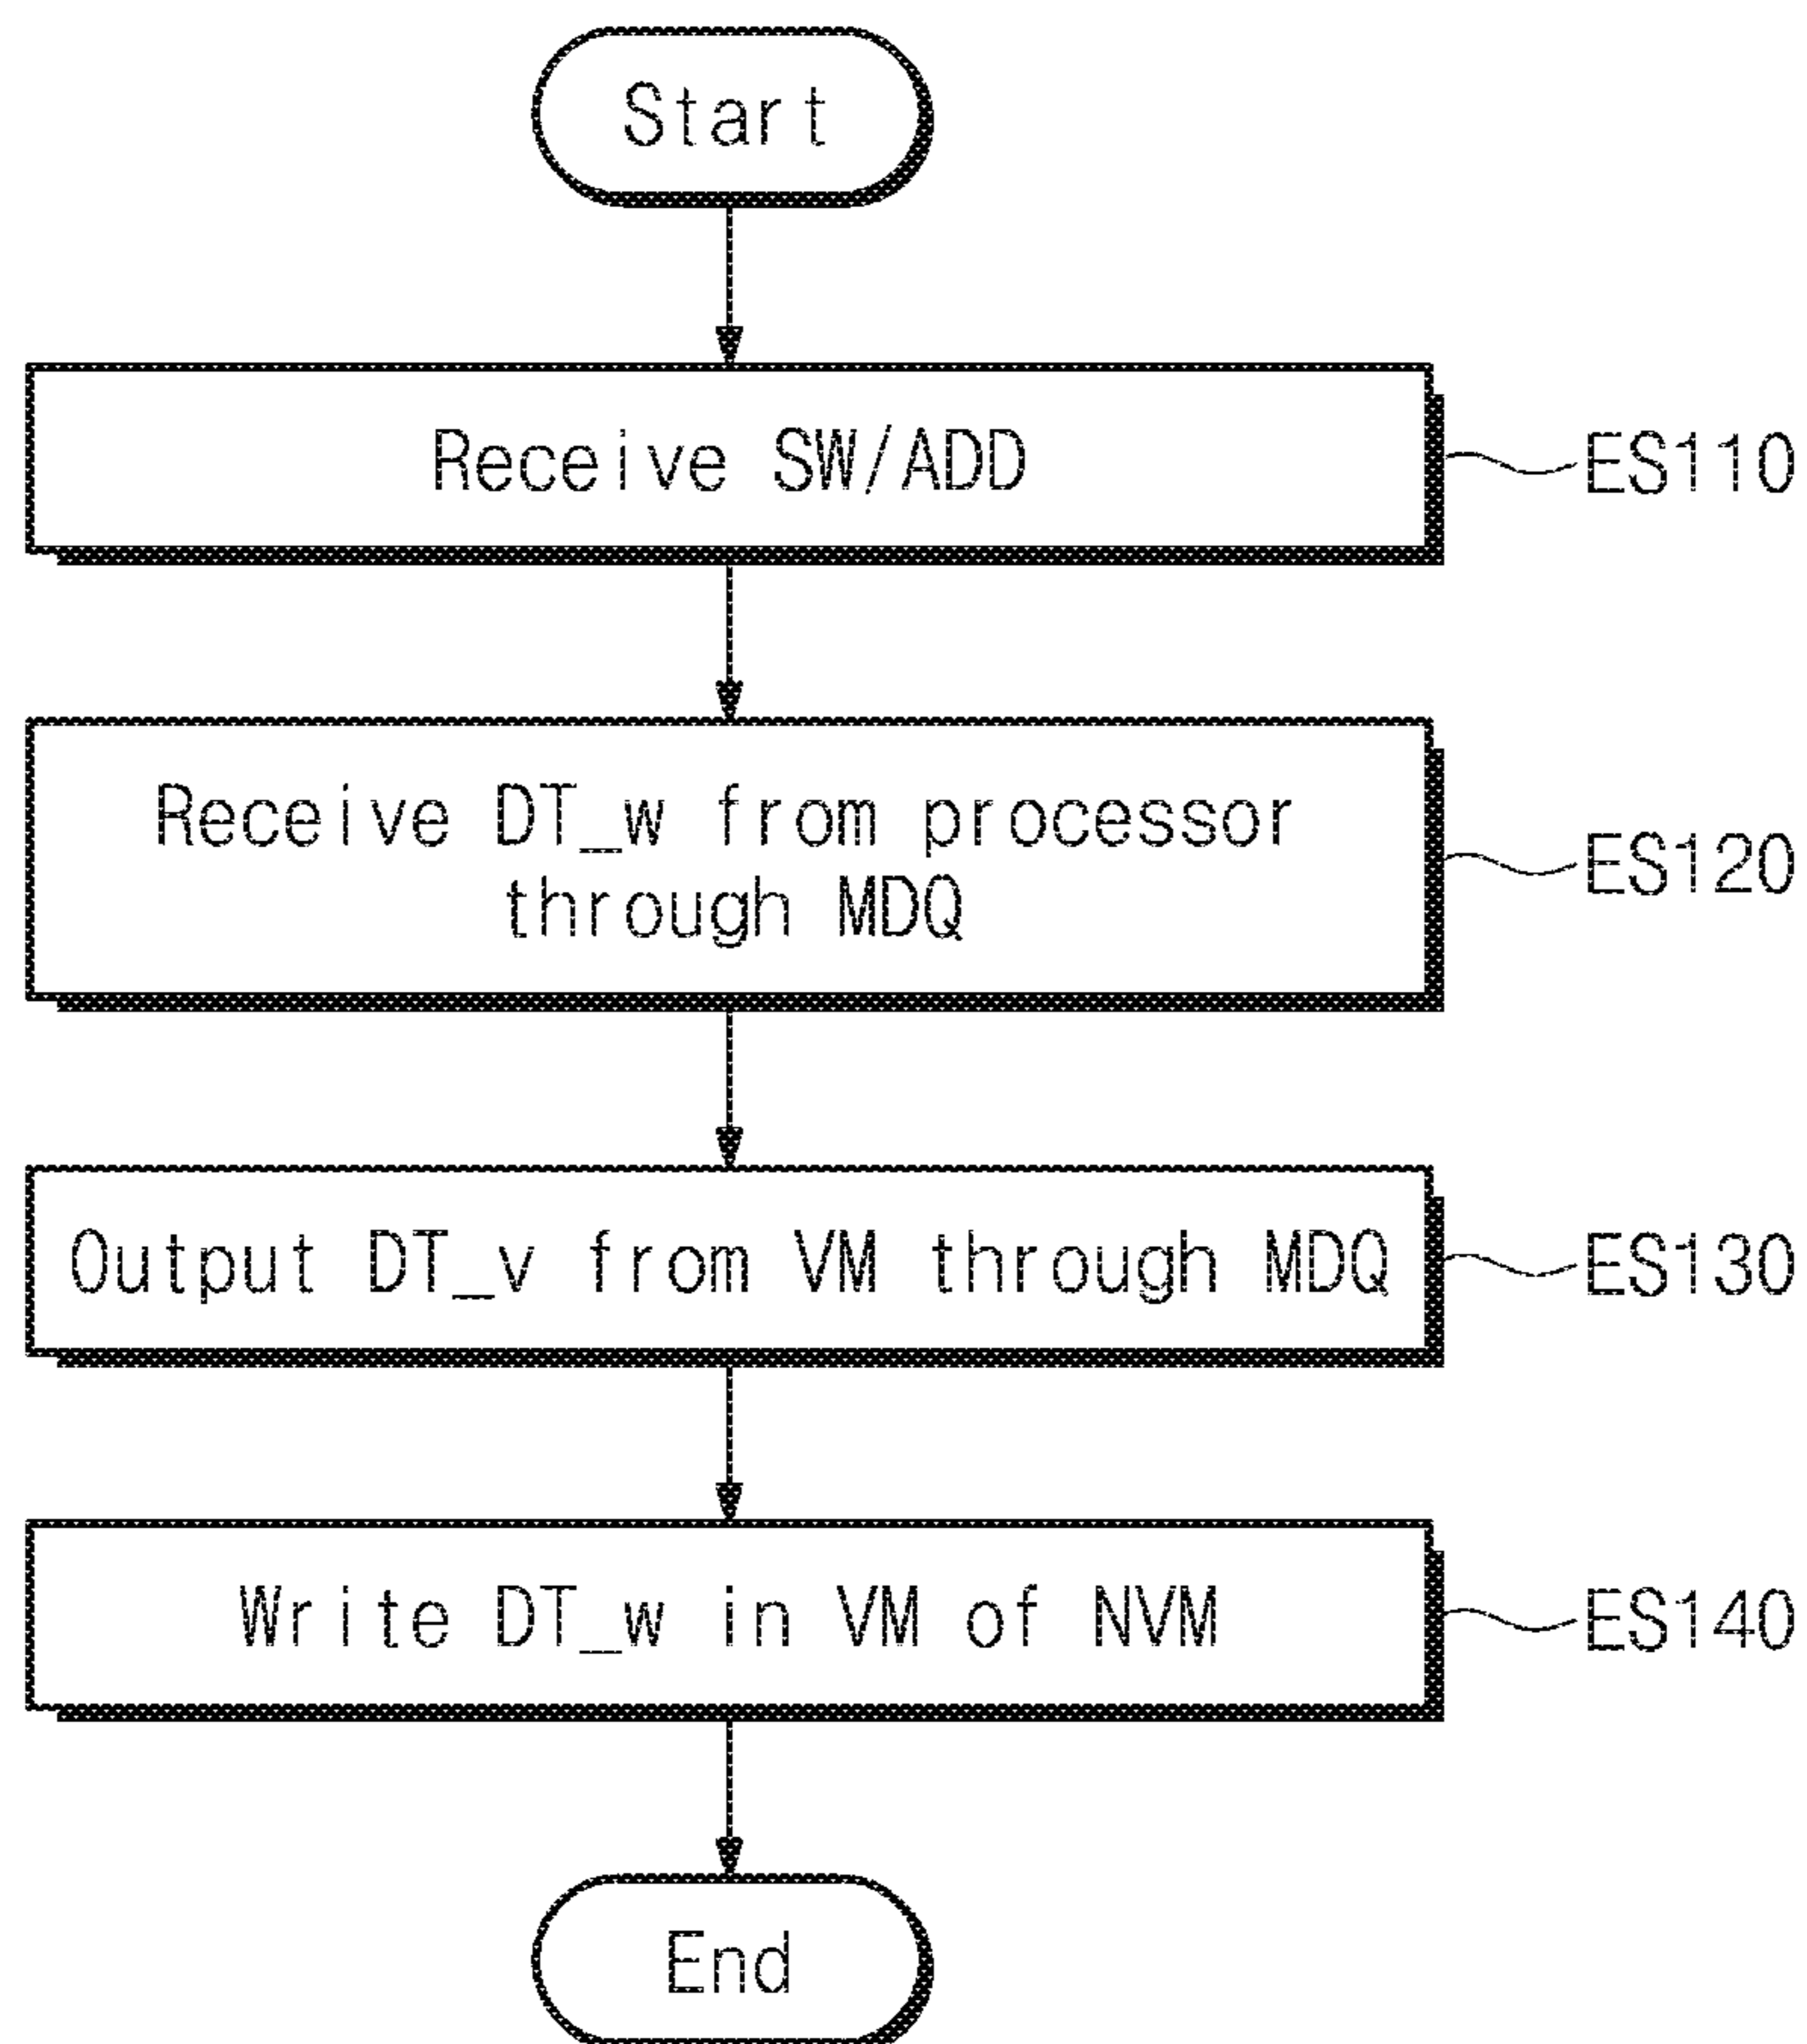 Start
Receive SW/ADD
ES110
Receive DT_w from processor
through MDQ
ES120
Output DT_v from VM through MDQ
ES130
Write DT_w in VM of NVM
ES140
End